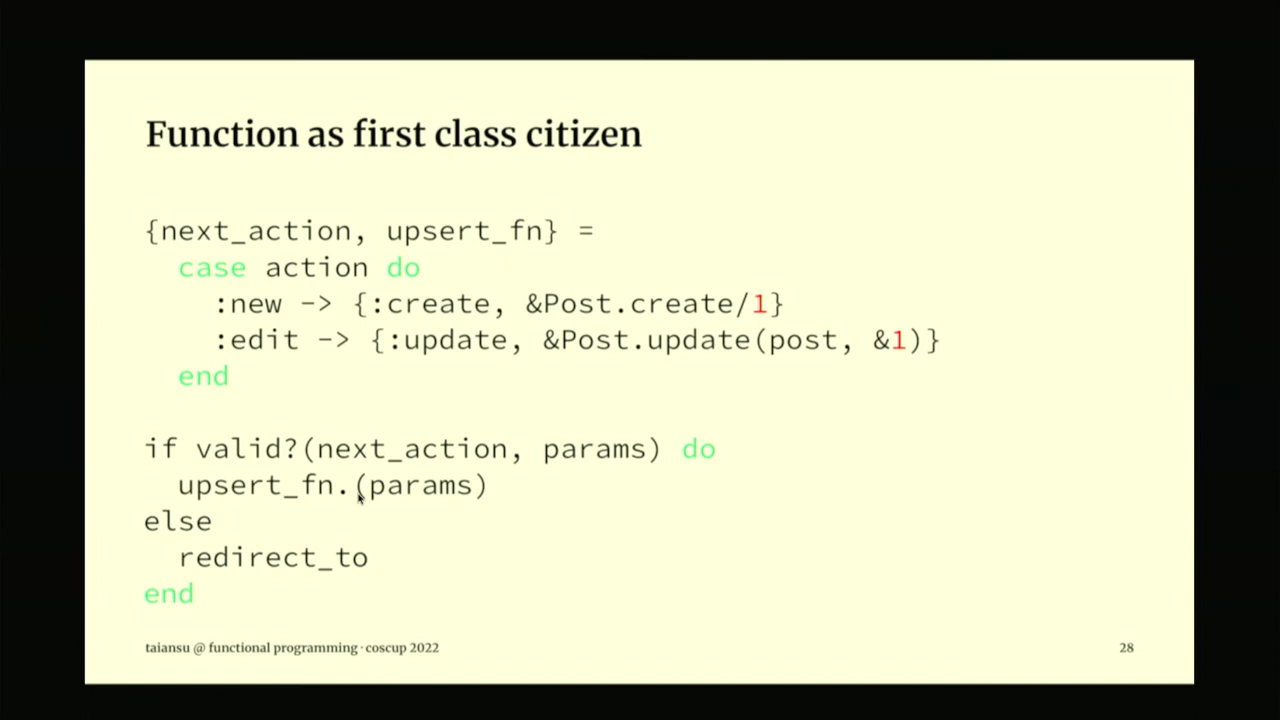 Function as first class citizen
{next_action, upsert_fn} =
  case action do
    :new -> {:create, &Post.create/1}
    :edit -> {:update, &Post.update(post, &1)}
  end
if valid?(next_action, params) do
  upsert_fn.(params)
else
  redirect_to
end
taiansu @ functional programming · coscup 2022
28